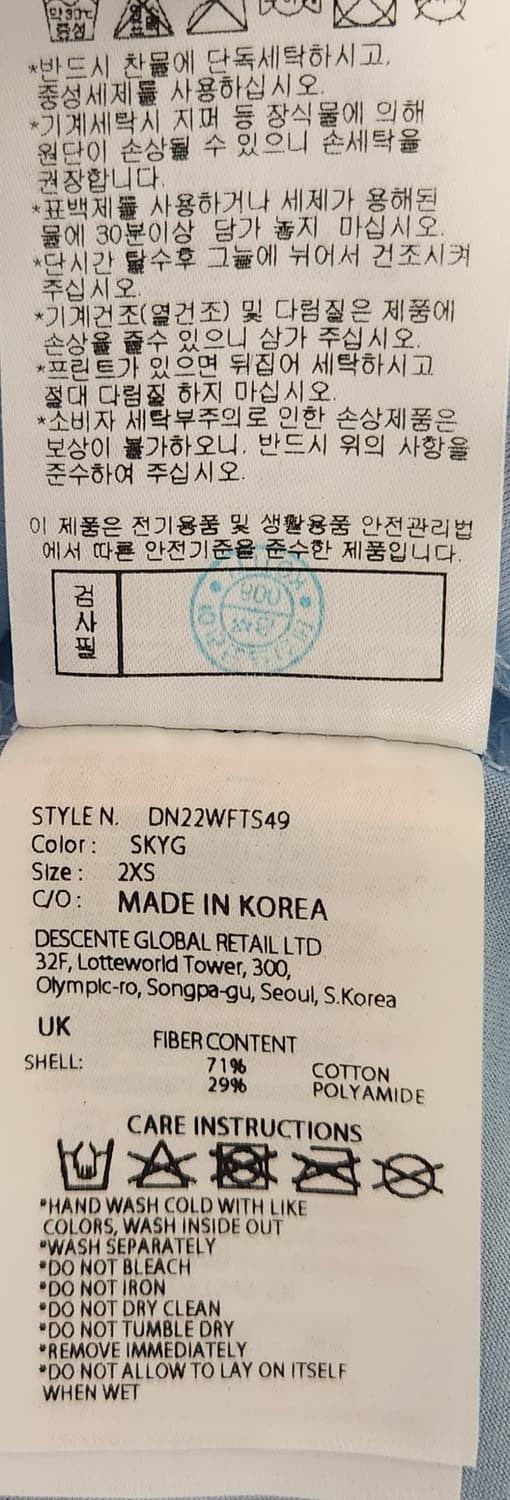 약 30℃
중성
*반드시 찬물에 단독세탁하시고,
중성세제를 사용하십시오.
*기계세탁시 지퍼 등 장식물에 의해
원단이 손상될 수 있으니 손세탁을
권장합니다.
*표백제를 사용하거나 세제가 용해된
물에 30분이상 담가 놓지 마십시오.
*단시간 탈수후 그늘에 뉘어서 건조시켜
주십시오.
*기계건조(열건조) 및 다림질은 제품에
손상을 줄수 있으니 삼가 주십시오.
*프린트가 있으면 뒤집어 세탁하시고
절대 다림질 하지 마십시오.
*소비자 세탁부주의로 인한 손상제품은
보상이 불가하오니, 반드시 위의 사항을
준수하여 주십시오.
이 제품은 전기용품 및 생활용품 안전관리법
에서 따른 안전기준을 준수한 제품입니다.
검사필
STYLE N. DN22WFTS49
Color : SKYG
Size : 2XS
C/O : MADE IN KOREA
DESCENTE GLOBAL RETAIL LTD
32F, Lotteworld Tower, 300,
Olympic-ro, Songpa-gu, Seoul, S.Korea
UK
FIBER CONTENT
SHELL: 71% COTTON
29% POLYAMIDE
CARE INSTRUCTIONS
*HAND WASH COLD WITH LIKE
COLORS, WASH INSIDE OUT
*WASH SEPARATELY
*DO NOT BLEACH
*DO NOT IRON
*DO NOT DRY CLEAN
*DO NOT TUMBLE DRY
*REMOVE IMMEDIATELY
*DO NOT ALLOW TO LAY ON ITSELF
WHEN WET